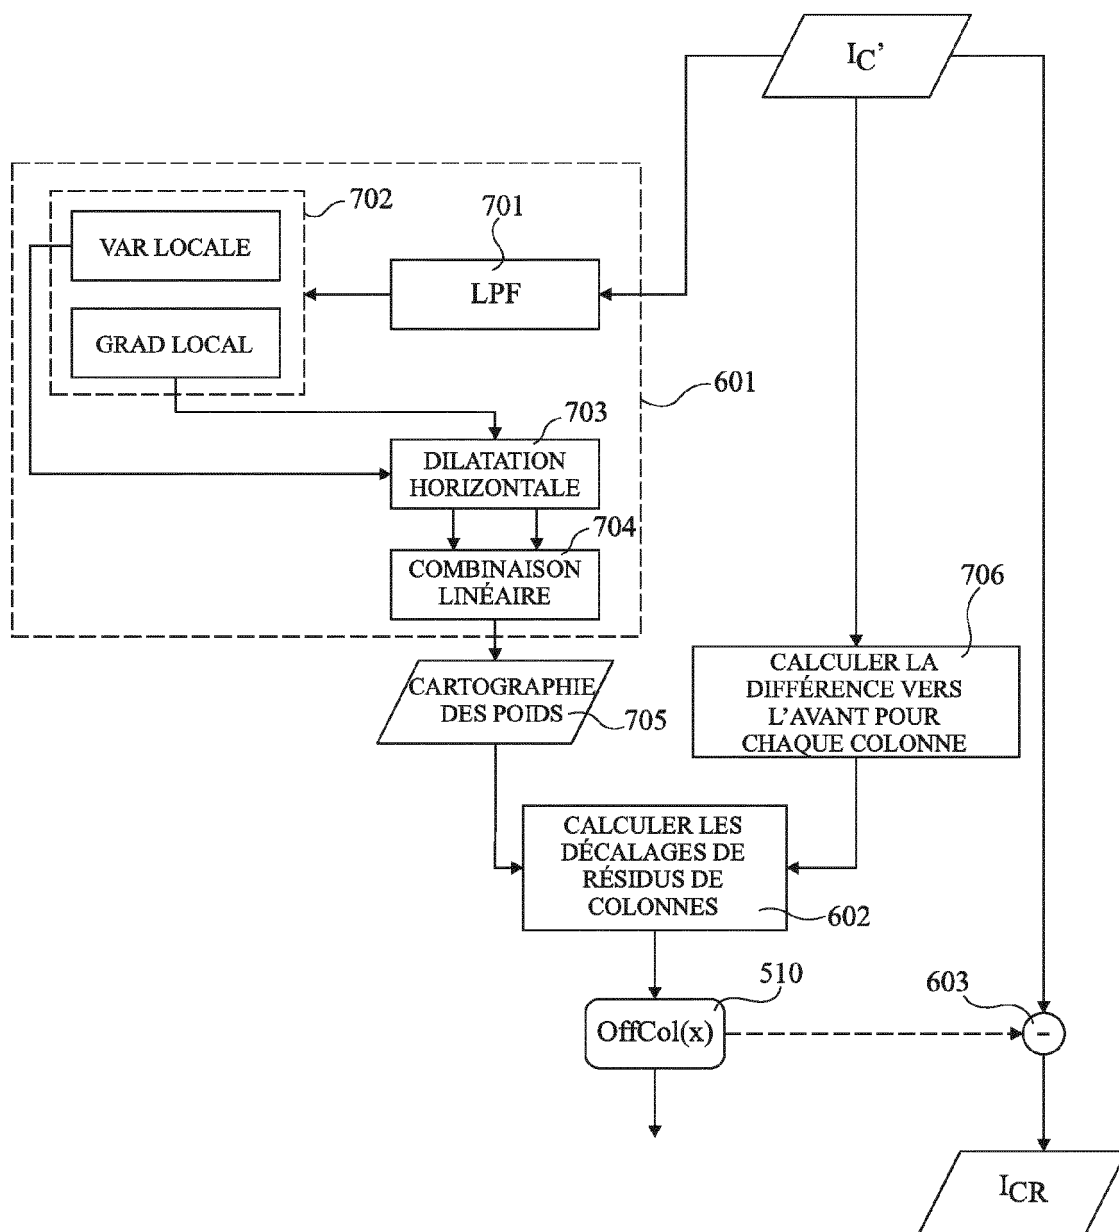 I_C'
702
VAR LOCALE
701
LPF
GRAD LOCAL
601
703
DILATATION
HORIZONTALE
704
COMBINAISON
LINÉAIRE
706
CALCULER LA
DIFFÉRENCE VERS
L'AVANT POUR
CHAQUE COLONNE
CARTOGRAPHIE
DES POIDS
705
CALCULER LES
DÉCALAGES DE
RÉSIDUS DE
COLONNES
602
510
OffCol(x)
603
-
I_CR